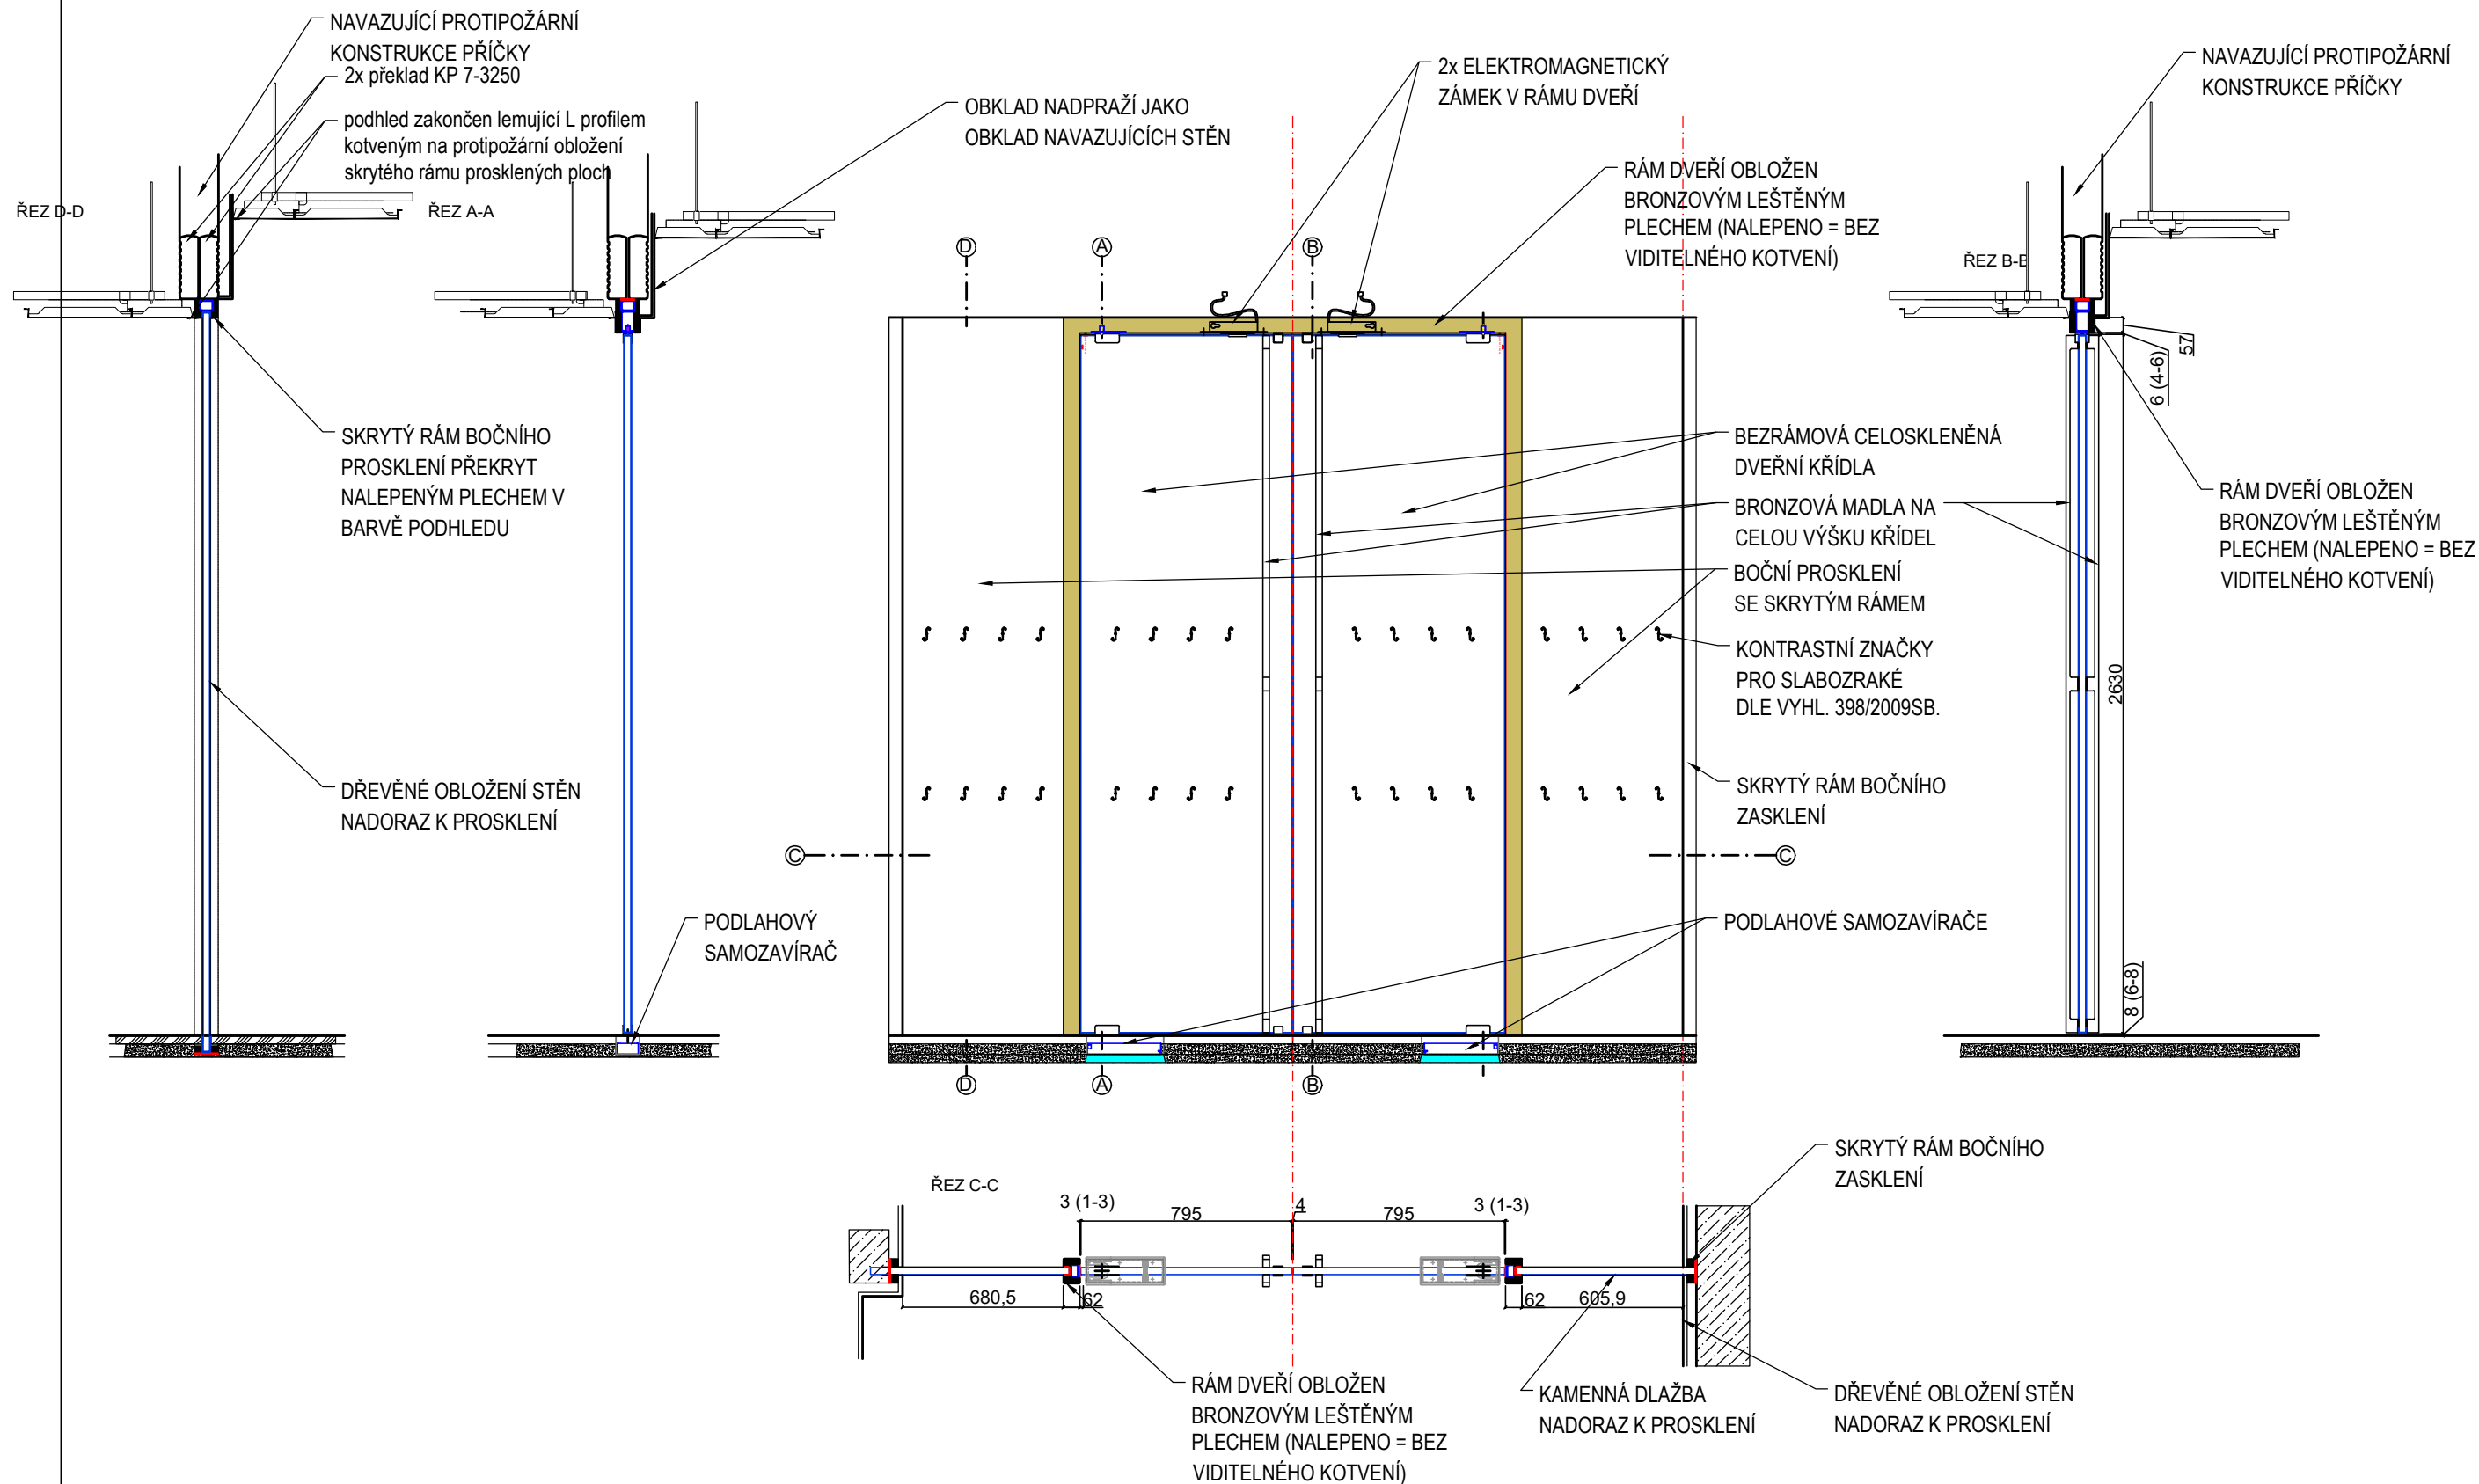 NAVAZUJÍCÍ PROTIPOŽÁRNÍ
KONSTRUKCE PŘÍČKY
2x překlad KP 7-3250
podhled zakončen lemující L profilem
kotveným na protipožární obložení
skrytého rámu prosklených ploch
ŘEZ D-D
ŘEZ A-A
OBKLAD NADPRAŽÍ JAKO
OBKLAD NAVAZUJÍCÍCH STĚN
2x ELEKTROMAGNETICKÝ
ZÁMEK V RÁMU DVEŘÍ
RÁM DVEŘÍ OBLOŽEN
BRONZOVÝM LEŠTĚNÝM
PLECHEM (NALEPENO = BEZ
VIDITELNÉHO KOTVENÍ)
NAVAZUJÍCÍ PROTIPOŽÁRNÍ
KONSTRUKCE PŘÍČKY
ŘEZ B-B
D
A
B
57
6 (4-6)
SKRYTÝ RÁM BOČNÍHO
PROSKLENÍ PŘEKRYT
NALEPENÝM PLECHEM V
BARVĚ PODHLEDU
BEZRÁMOVÁ CELOSKLENĚNÁ
DVEŘNÍ KŘÍDLA
BRONZOVÁ MADLA NA
CELOU VÝŠKU KŘÍDEL
BOČNÍ PROSKLENÍ
SE SKRYTÝM RÁMEM
KONTRASTNÍ ZNAČKY
PRO SLABOZRAKÉ
DLE VYHL. 398/2009SB.
RÁM DVEŘÍ OBLOŽEN
BRONZOVÝM LEŠTĚNÝM
PLECHEM (NALEPENO = BEZ
VIDITELNÉHO KOTVENÍ)
2630
DŘEVĚNÉ OBLOŽENÍ STĚN
NADORAZ K PROSKLENÍ
SKRYTÝ RÁM BOČNÍHO
ZASKLENÍ
C
C
PODLAHOVÝ
SAMOZAVÍRAČ
PODLAHOVÉ SAMOZAVÍRAČE
8 (6-8)
D
A
B
ŘEZ C-C
3 (1-3)
795
4
795
3 (1-3)
SKRYTÝ RÁM BOČNÍHO
ZASKLENÍ
680,5
62
62
605,9
RÁM DVEŘÍ OBLOŽEN
BRONZOVÝM LEŠTĚNÝM
PLECHEM (NALEPENO = BEZ
VIDITELNÉHO KOTVENÍ)
KAMENNÁ DLAŽBA
NADORAZ K PROSKLENÍ
DŘEVĚNÉ OBLOŽENÍ STĚN
NADORAZ K PROSKLENÍ